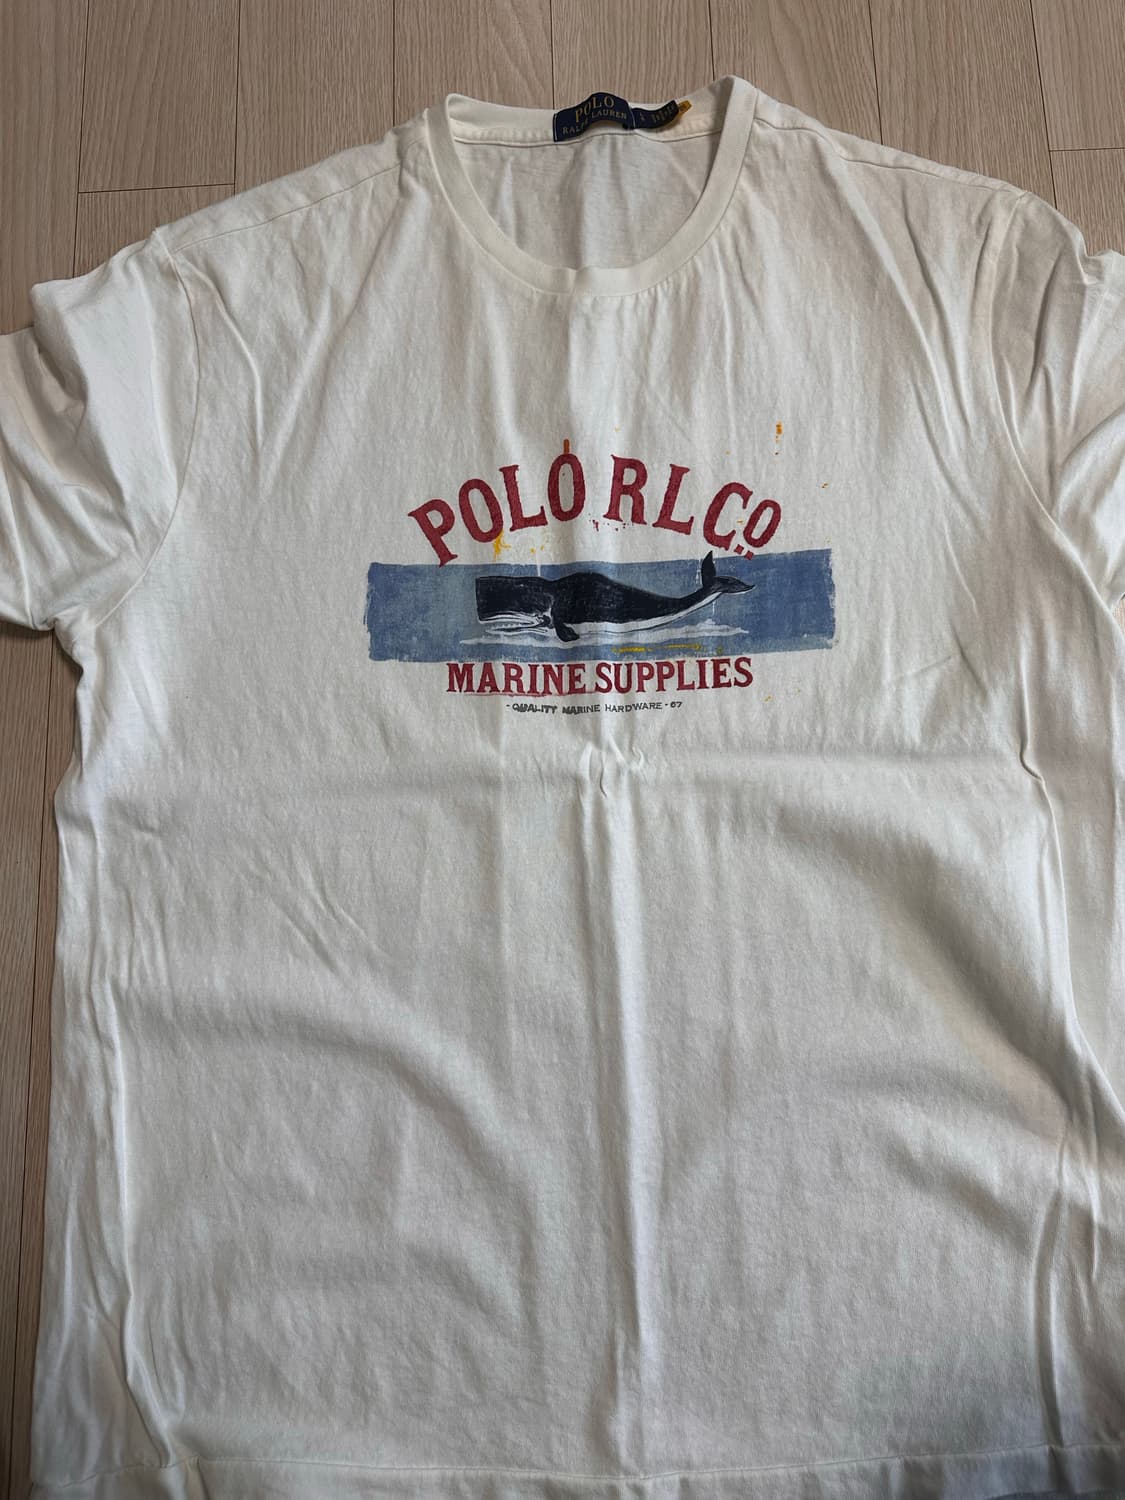 POLO
RALPH LAUREN
POLO RL Co
MARINE SUPPLIES
- QUALITY MARINE HARDWARE - 67